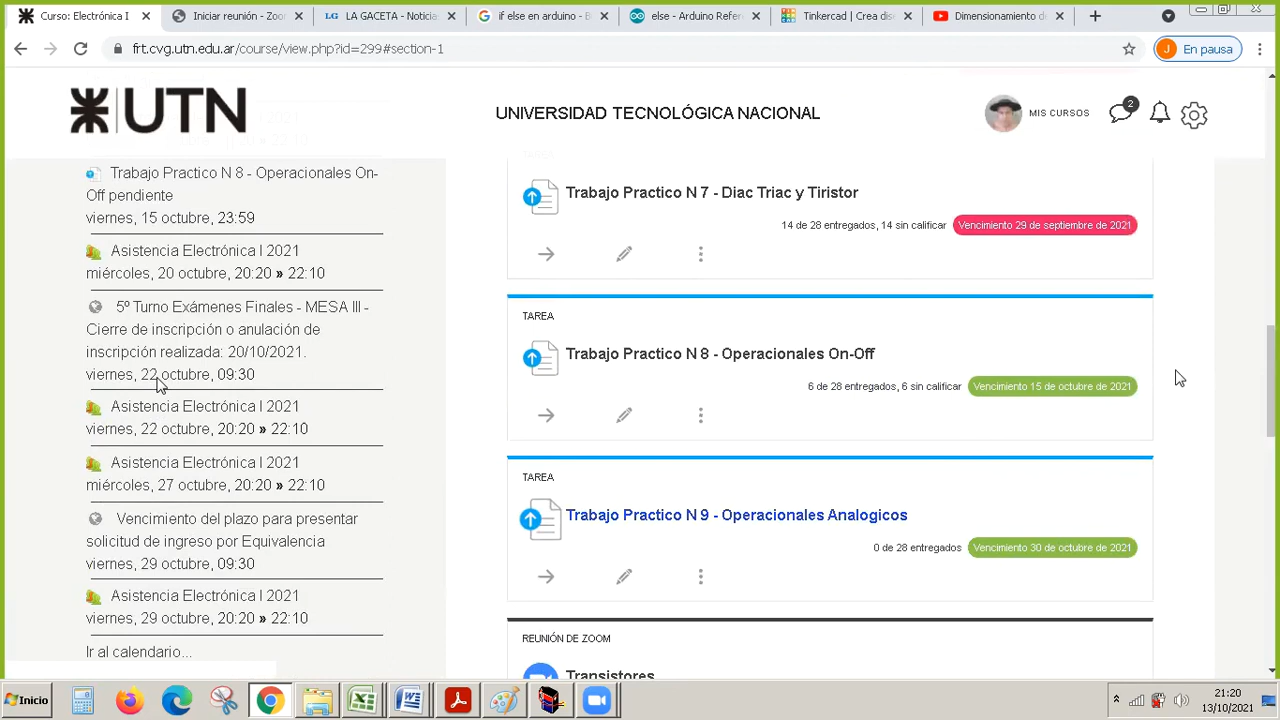 Curso: Electrónica I
Iniciar reunión - Zoo
LG LA GACETA - Noticia
if else en arduino - B
else - Arduino Refere
Tinkercad | Crea dise
Dimensionamiento de
frt.cvg.utn.edu.ar/course/view.php?id=299#section-1
J En pausa
UTN
UNIVERSIDAD TECNOLÓGICA NACIONAL
MIS CURSOS
2
Trabajo Practico N 8 - Operacionales On-
Off pendiente
viernes, 15 octubre, 23:59
Asistencia Electrónica I 2021
miércoles, 20 octubre, 20:20 » 22:10
5º Turno Exámenes Finales - MESA III -
Cierre de inscripción o anulación de
inscripción realizada: 20/10/2021.
viernes, 22 octubre, 09:30
Asistencia Electrónica I 2021
viernes, 22 octubre, 20:20 » 22:10
Asistencia Electrónica I 2021
miércoles, 27 octubre, 20:20 » 22:10
Vencimiento del plazo para presentar
solicitud de ingreso por Equivalencia
viernes, 29 octubre, 09:30
Asistencia Electrónica I 2021
viernes, 29 octubre, 20:20 » 22:10
Ir al calendario...
Trabajo Practico N 7 - Diac Triac y Tiristor
14 de 28 entregados, 14 sin calificar
Vencimiento 29 de septiembre de 2021
TAREA
Trabajo Practico N 8 - Operacionales On-Off
6 de 28 entregados, 6 sin calificar
Vencimiento 15 de octubre de 2021
TAREA
Trabajo Practico N 9 - Operacionales Analogicos
0 de 28 entregados
Vencimiento 30 de octubre de 2021
REUNIÓN DE ZOOM
Transistores
Inicio
21:20
13/10/2021